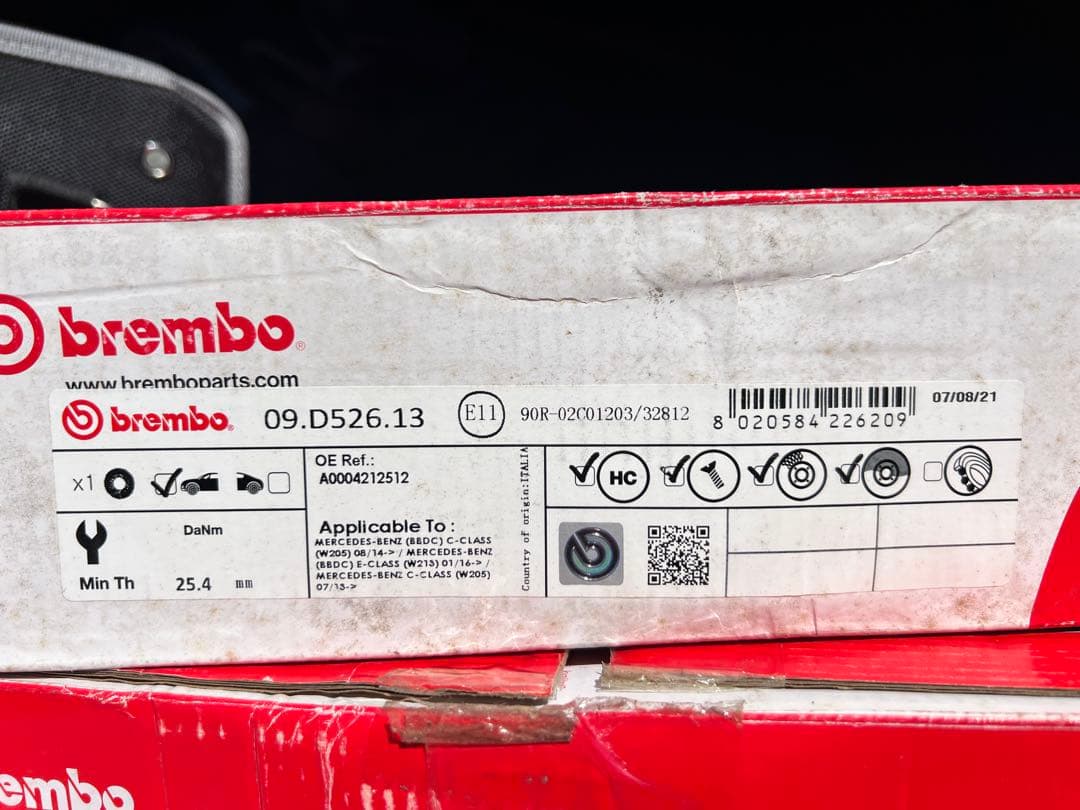 brembo®
www.bremboparts.com
brembo® 09.D526.13 E11 90R-02C01203/32812 8 020584 226209 07/08/21
x1
OE Ref.:
A0004212512
Country of origin:ITALIA
HC
DaNm
Min Th 25.4 mm
Applicable To :
MERCEDES-BENZ (BBDC) C-CLASS
(W205) 08/14-> / MERCEDES-BENZ
(BBDC) E-CLASS (W213) 01/16-> /
MERCEDES-BENZ C-CLASS (W205)
07/13->
embo